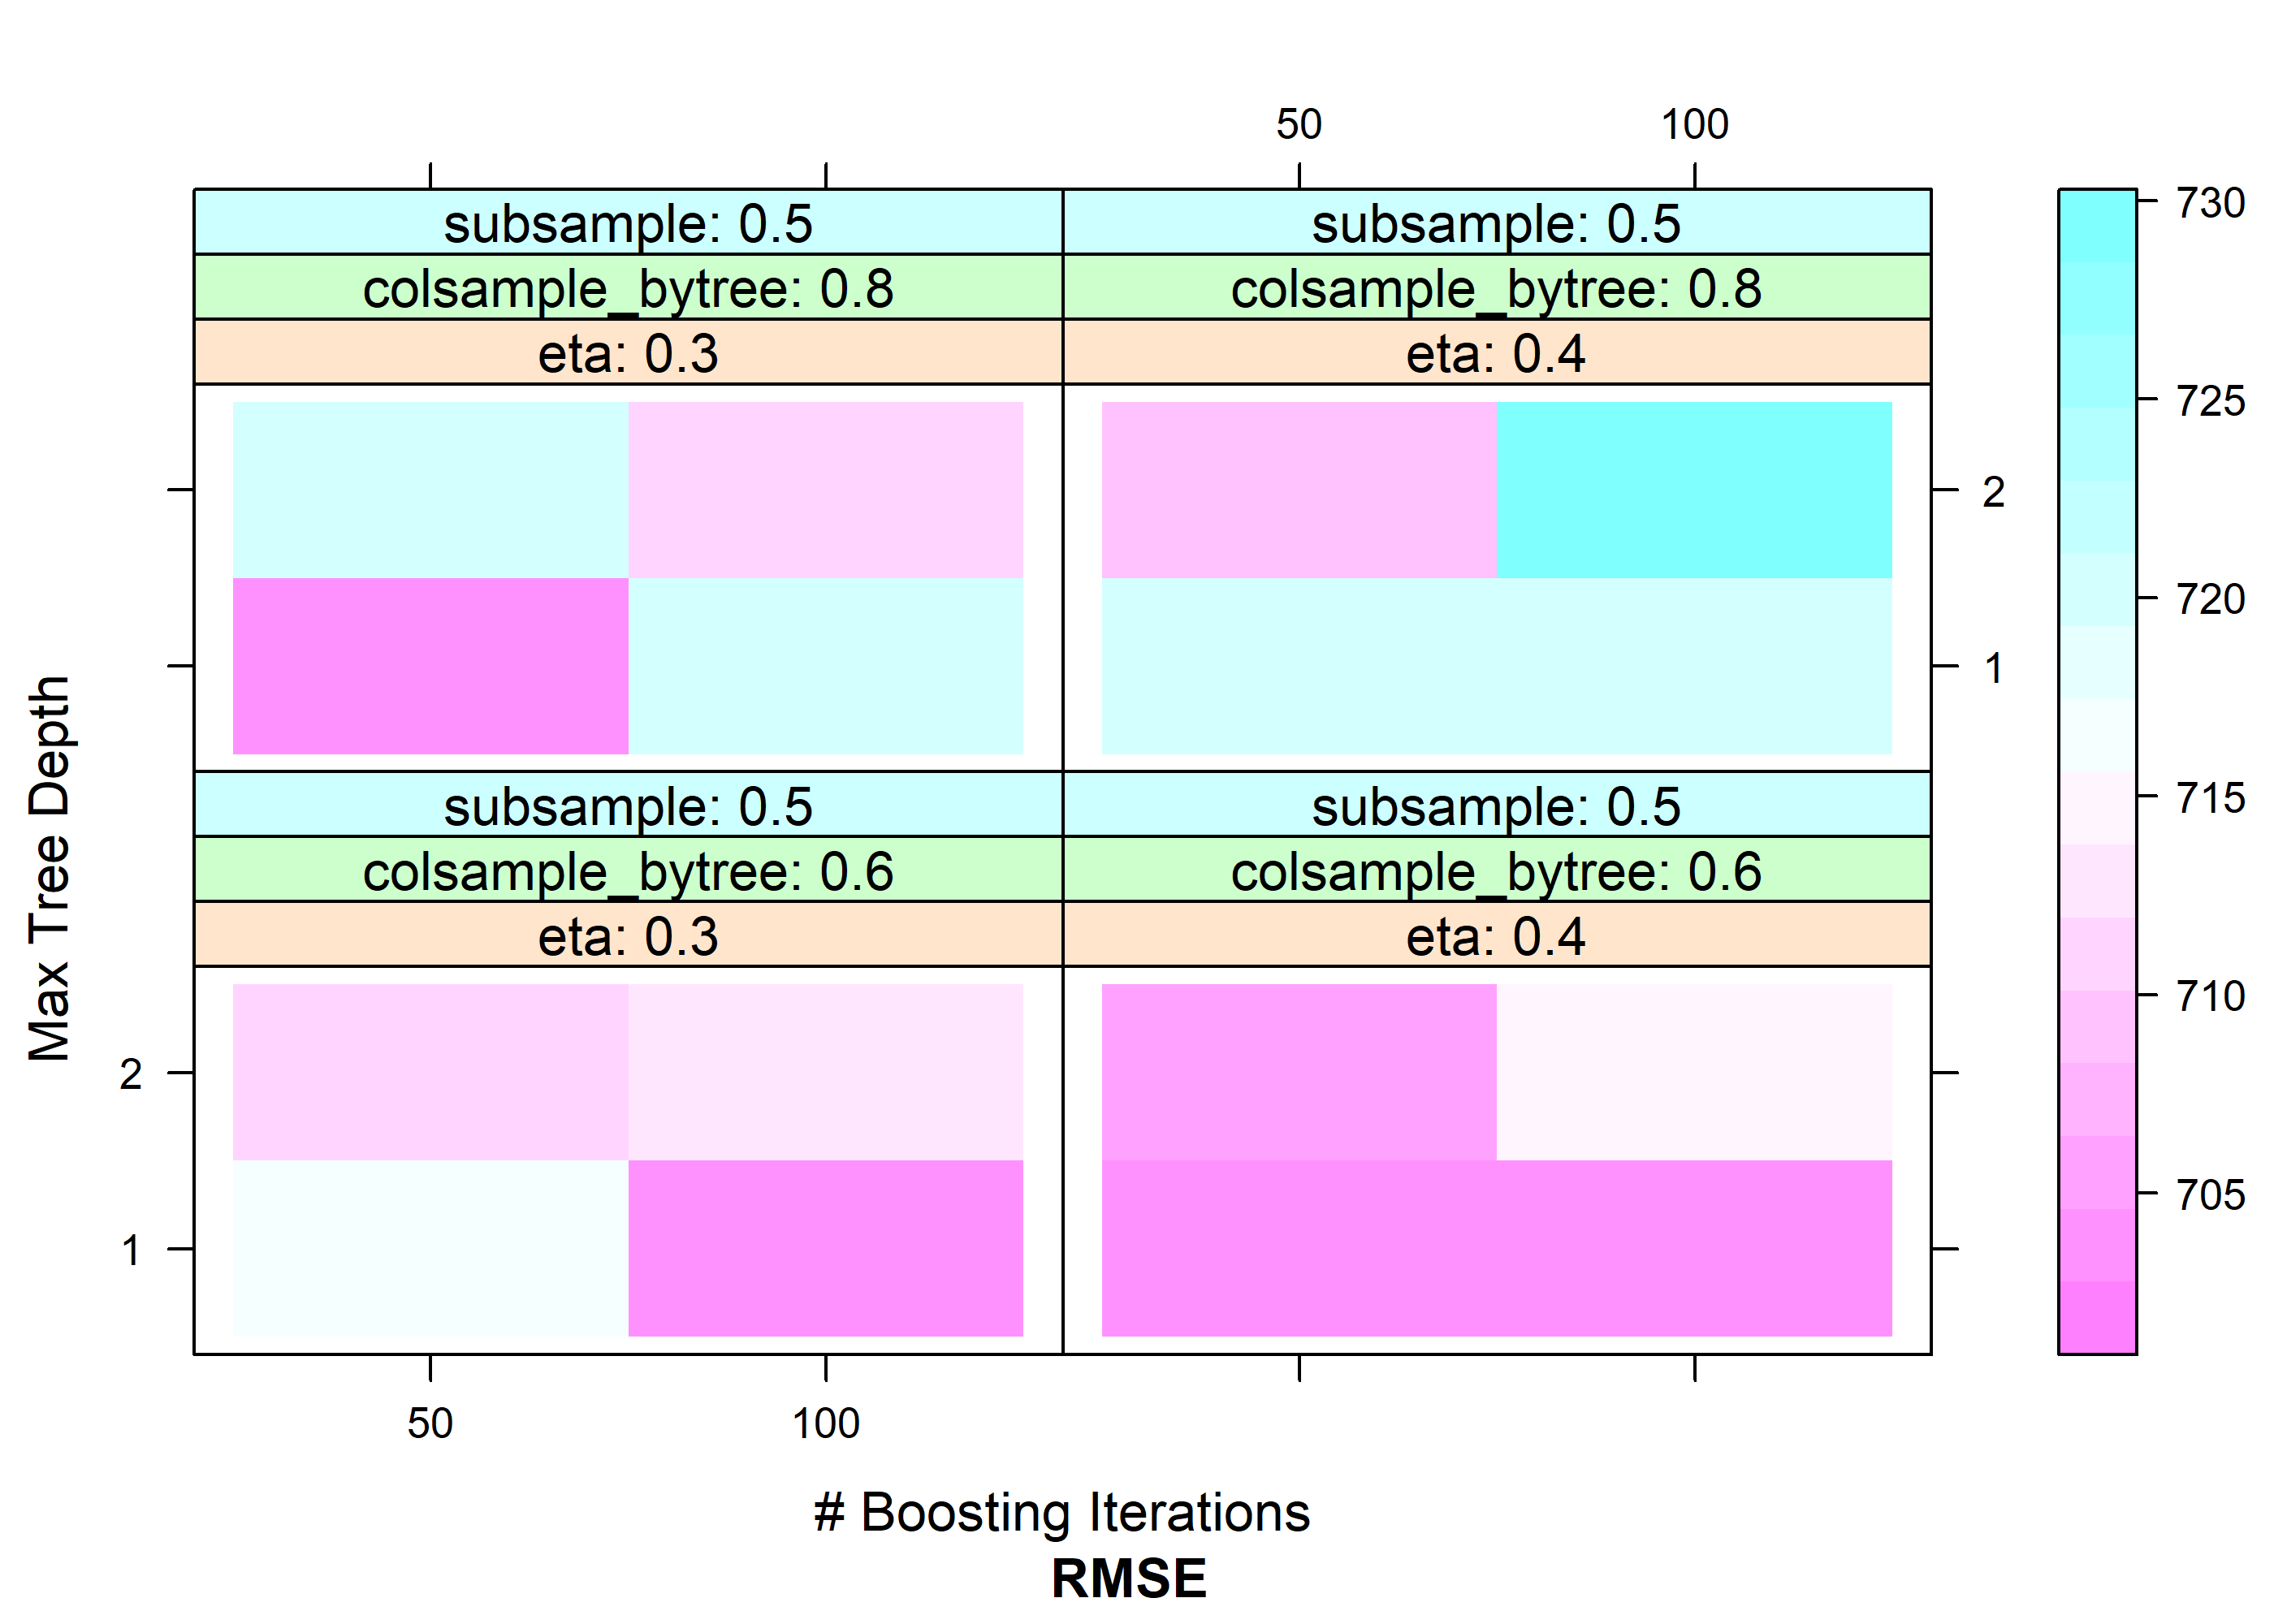 50 100
subsample: 0.5 subsample: 0.5
colsample_bytree: 0.8 colsample_bytree: 0.8
eta: 0.3 eta: 0.4
2
1
subsample: 0.5 subsample: 0.5
colsample_bytree: 0.6 colsample_bytree: 0.6
eta: 0.3 eta: 0.4
2
1
50 100
Max Tree Depth
# Boosting Iterations
RMSE
730
725
720
715
710
705